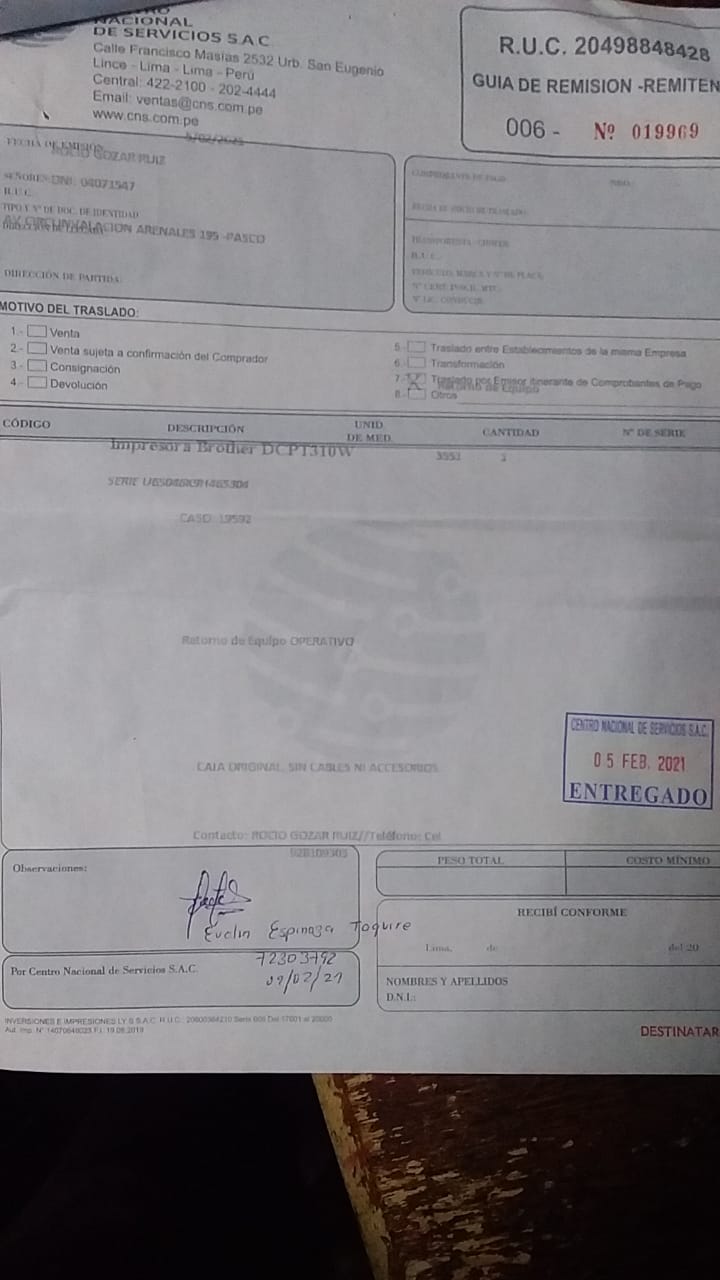 NACIONAL
DE SERVICIOS S.A.C
Calle Francisco Masías 2532 Urb. San Eugenio
Lince - Lima - Lima - Perú
Central: 422-2100 - 202-4444
Email: ventas@cns.com.pe
www.cns.com.pe
R.U.C. 20498848428
GUIA DE REMISION -REMITEN
006 - Nº 019969
FECHA DE EMISIÓN:
ROCIO GOZAR RUIZ
SEÑORES: DNI: 04071547
R.U.C.
TIPO Y Nº DE DOC. DE IDENTIDAD
AV CIRCUNVALACION ARENALES 195 -PASCO
DIRECCIÓN DE PARTIDA:
COMPROBANTE DE PAGO
R.U.C.
MOTIVO DEL TRASLADO:
1.- Venta
2.- Venta sujeta a confirmación del Comprador
3.- Consignación
4.- Devolución
5.- Traslado entre Establecimientos de la misma Empresa
6.- Transformación
7.- Traslado por Emisor itinerante de Comprobantes de Pago
8.- Otros
CÓDIGO DESCRIPCIÓN UNID. DE MED. CANTIDAD Nº DE SERIE
Impresora Brother DCPT310W
SERIE
CASO: 19592
Retorno de Equipo OPERATIVO
CAJA ORIGINAL, SIN CABLES NI ACCESORIOS
CENTRO NACIONAL DE SERVICIOS S.A.C.
05 FEB. 2021
ENTREGADO
Contacto: ROCIO GOZAR RUIZ//Teléfono: Cel
Observaciones:
Evelin Espinoza Toquire
72303792
Por Centro Nacional de Servicios S.A.C.
09/02/21
PESO TOTAL COSTO MÍNIMO
RECIBÍ CONFORME
Lima, de del 20
NOMBRES Y APELLIDOS
D.N.I.:
INVERSIONES E IMPRESIONES
DESTINATAR